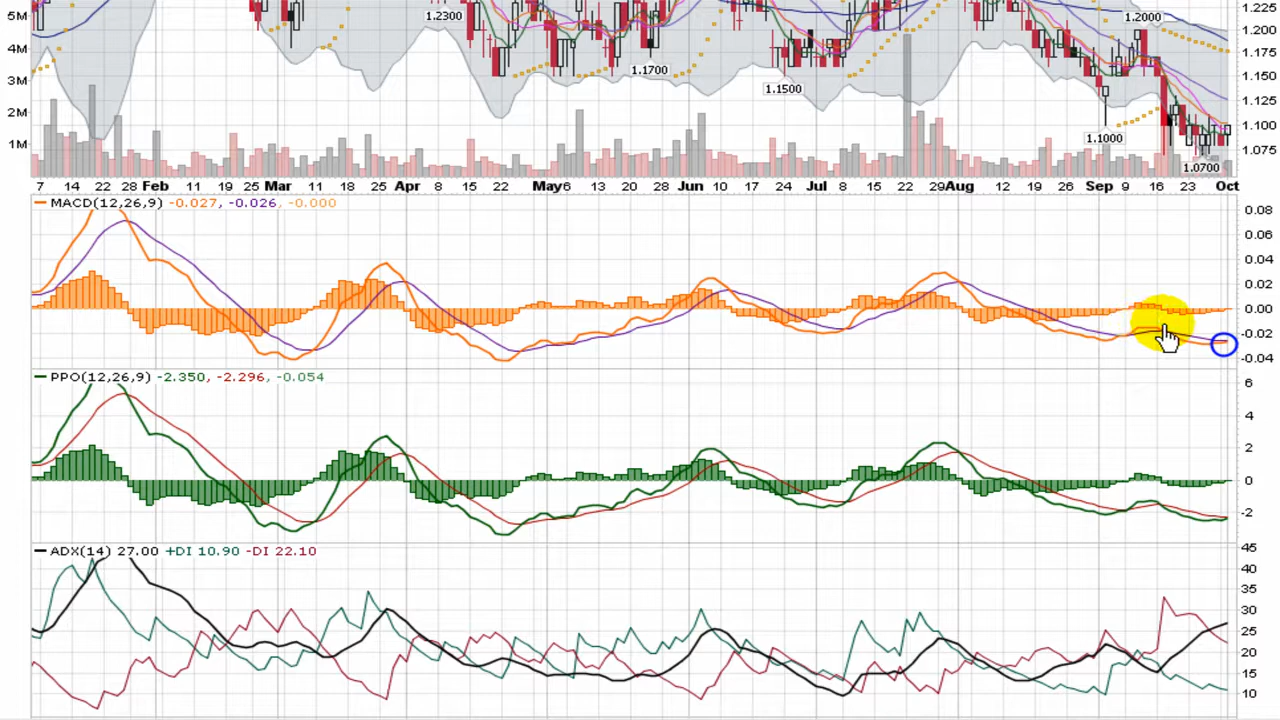 5M 1.2300 1.2000 1.225
1.200
4M 1.1700 1.175
3M 1.1500 1.150
2M 1.125
1M 1.1000 1.100
1.0700 1.075
7 14 22 28 Feb 11 19 25 Mar 11 18 25 Apr 8 15 22 May 6 13 20 28 Jun 10 17 24 Jul 8 15 22 29 Aug 12 19 26 Sep 9 16 23 Oct
MACD(12,26,9) -0.027, -0.026, -0.000
0.08
0.06
0.04
0.02
0.00
-0.02
-0.04
PPO(12,26,9) -2.350, -2.296, -0.054
6
4
2
0
-2
ADX(14) 27.00 +DI 10.90 -DI 22.10
45
40
35
30
25
20
15
10